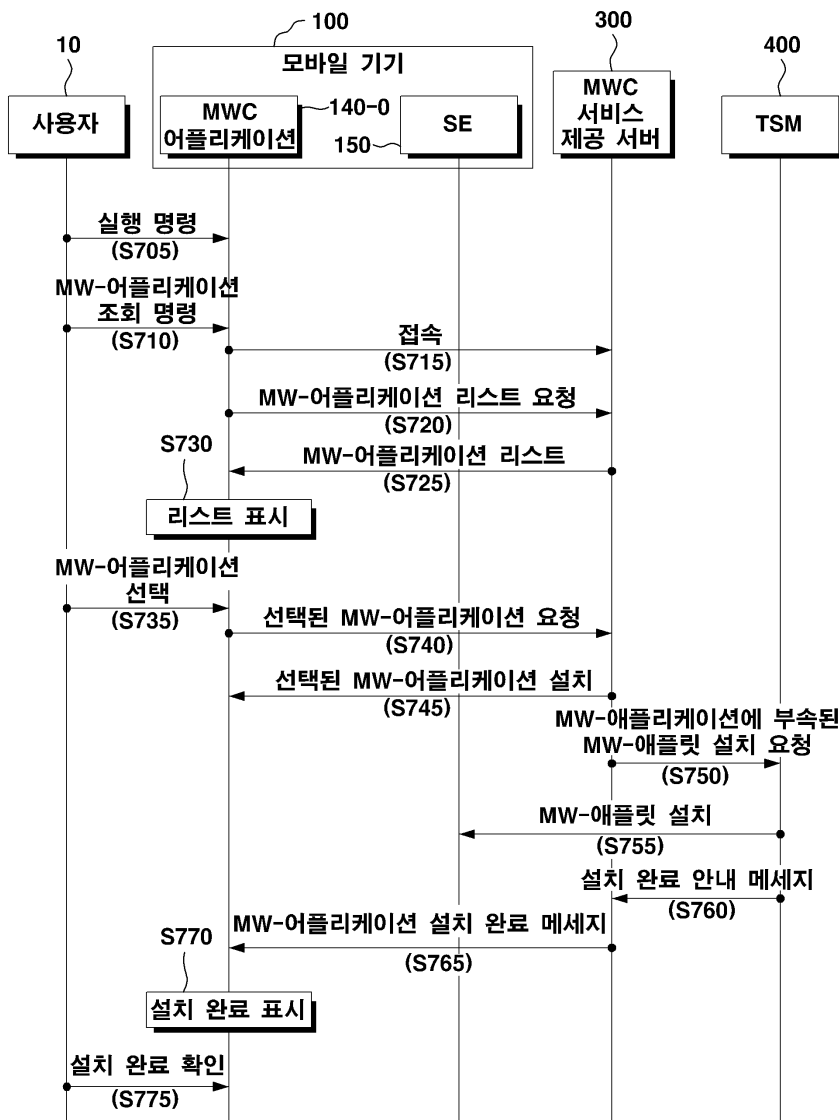 100
10
300
400
모바일 기기
사용자
MWC
어플리케이션
140-0
SE
150
MWC
서비스
제공 서버
TSM
실행 명령
(S705)
MW-어플리케이션
조회 명령
(S710)
접속
(S715)
MW-어플리케이션 리스트 요청
(S720)
MW-어플리케이션 리스트
(S725)
S730
리스트 표시
MW-어플리케이션
선택
(S735)
선택된 MW-어플리케이션 요청
(S740)
선택된 MW-어플리케이션 설치
(S745)
MW-애플리케이션에 부속된
MW-애플릿 설치 요청
(S750)
MW-애플릿 설치
(S755)
설치 완료 안내 메세지
(S760)
MW-어플리케이션 설치 완료 메세지
(S765)
S770
설치 완료 표시
설치 완료 확인
(S775)